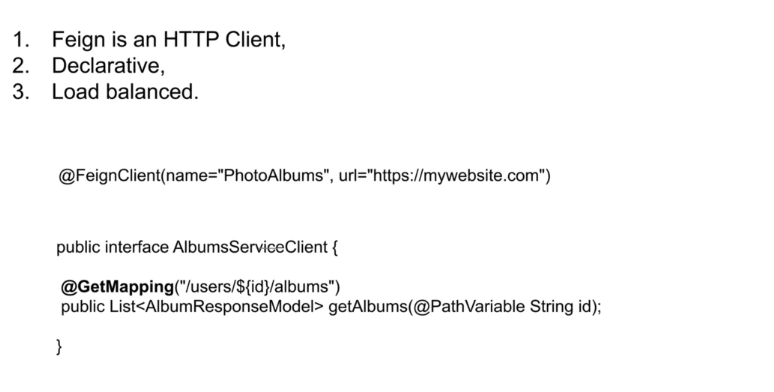 1. Feign is an HTTP Client,
2. Declarative,
3. Load balanced.
@FeignClient(name="PhotoAlbums", url="https://mywebsite.com")
public interface AlbumsServiceClient {
@GetMapping("/users/${id}/albums")
public List<AlbumResponseModel> getAlbums(@PathVariable String id);
}